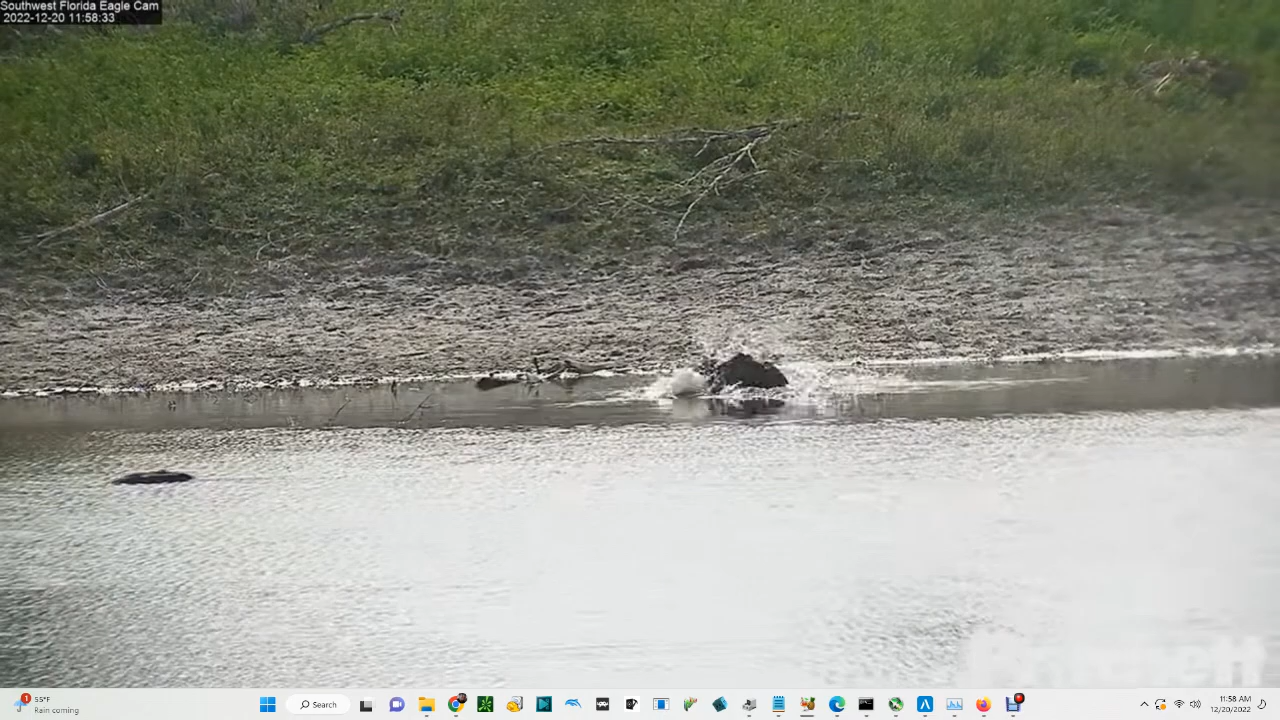 Southwest Florida Eagle Cam
2022-12-20 11:58:33
1
55°F
Rain coming
Search
11:58 AM
12/20/2022